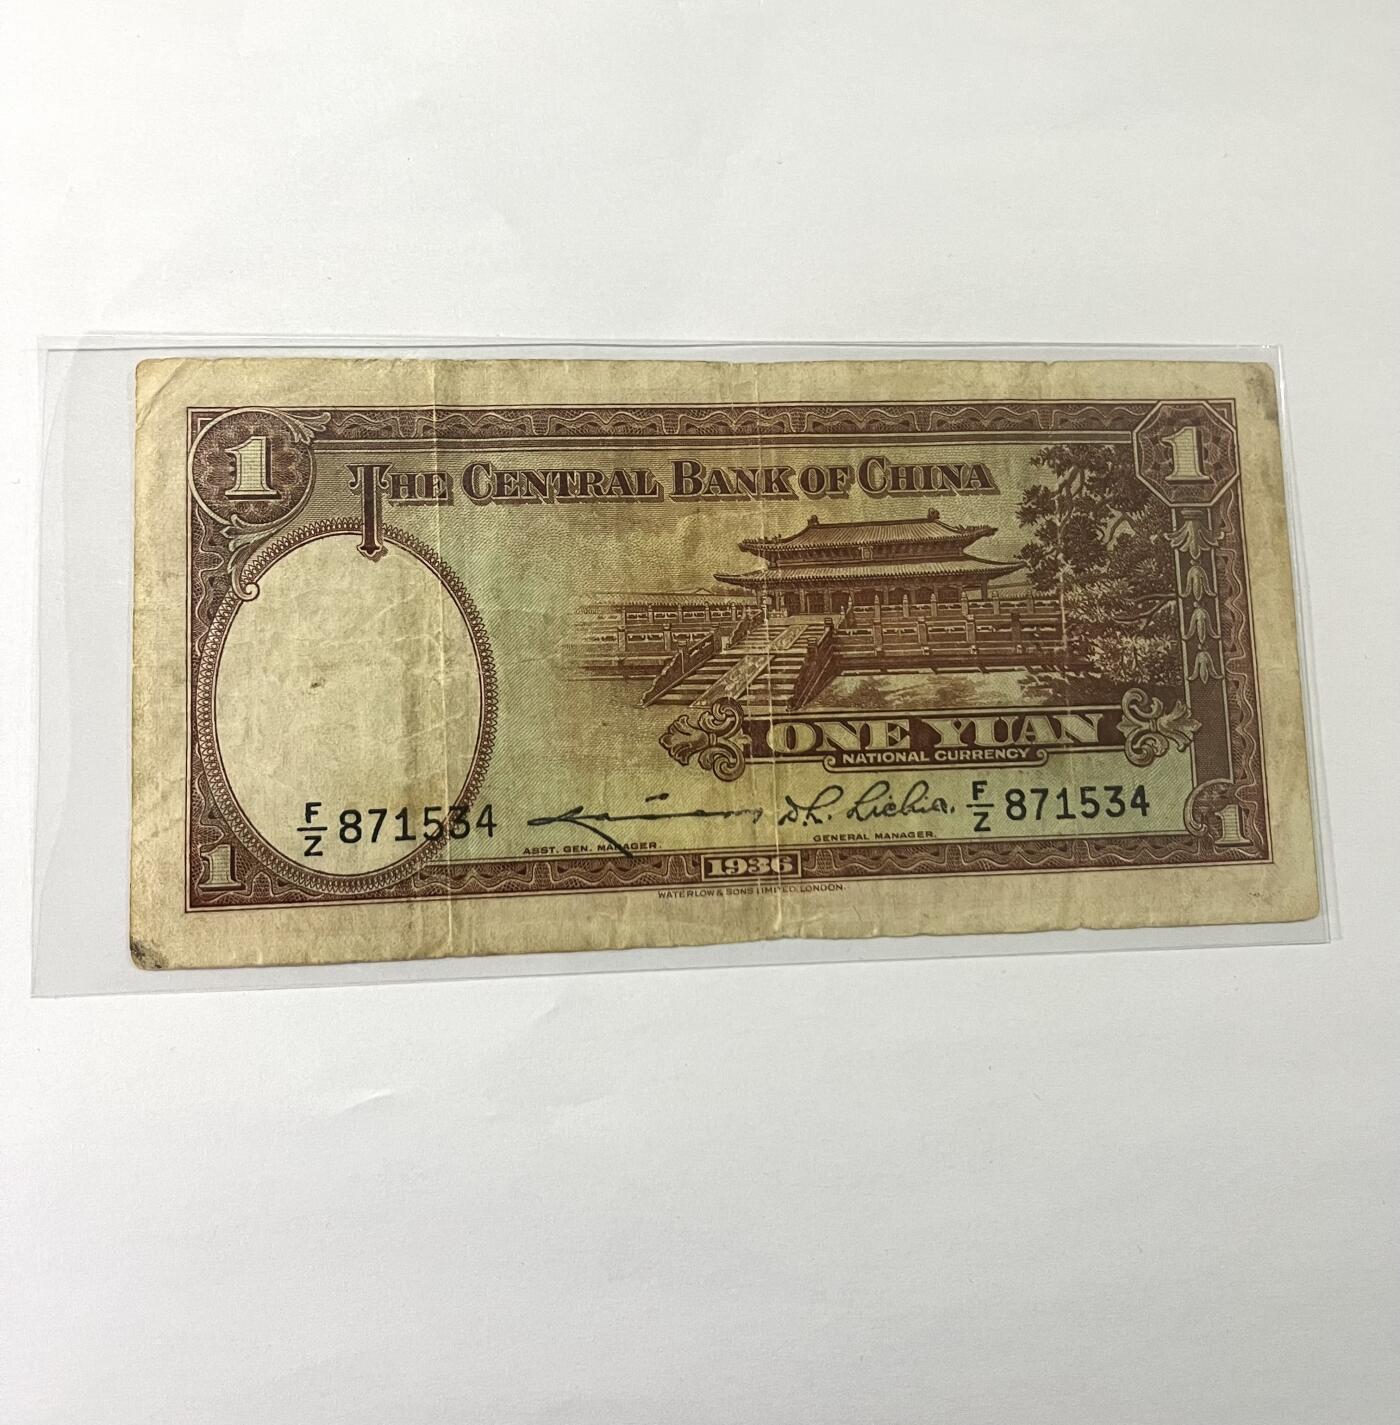 1
1
THE CENTRAL BANK OF CHINA
ONE YUAN
NATIONAL CURRENCY
F/Z 871534
D.L. Lichia.
F/Z 871534
ASST. GEN. MANAGER.
GENERAL MANAGER.
1
1936
1
WATERLOW & SONS LIMITED, LONDON.